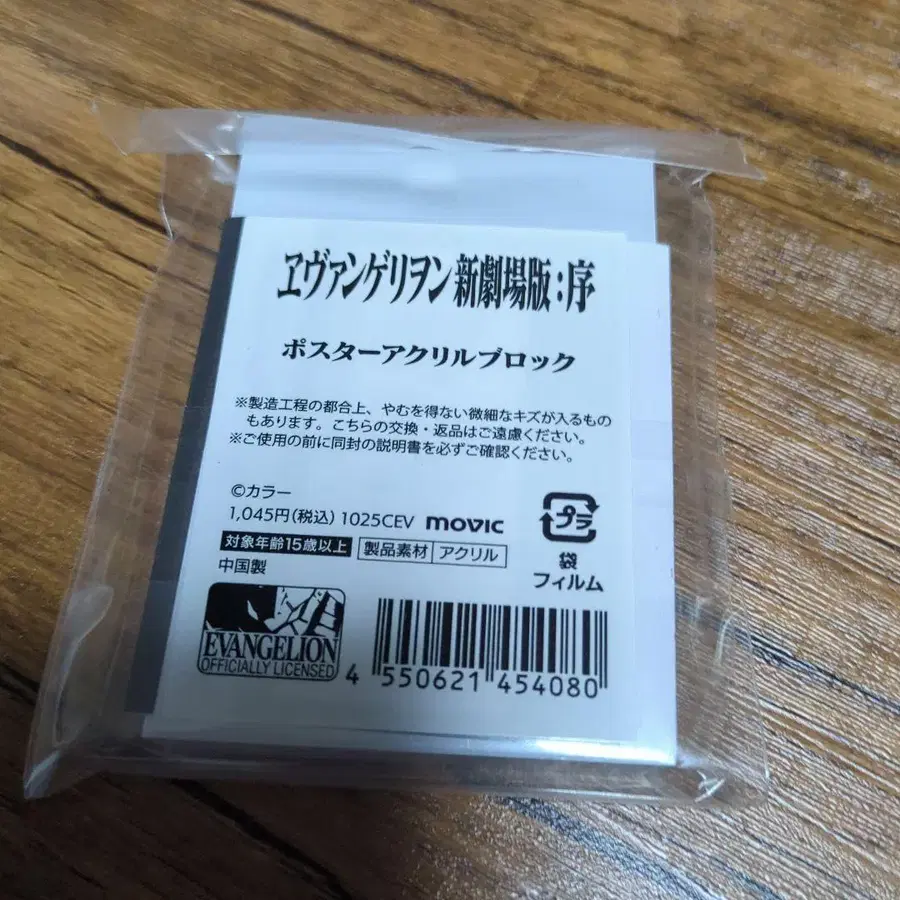 ヱヴァンゲリヲン新劇場版:序
ポスターアクリルブロック
※製造工程の都合上、やむを得ない微細なキズが入るもの
もあります。こちらの交換・返品はご遠慮ください。
※ご使用の前に同封の説明書を必ずご確認ください。
©カラー
1,045円(税込) 1025CEV movic
対象年齢15歳以上 製品素材 アクリル
中国製
プラ
袋
フィルム
EVANGELION
OFFICIALLY LICENSED
4 550621 454080